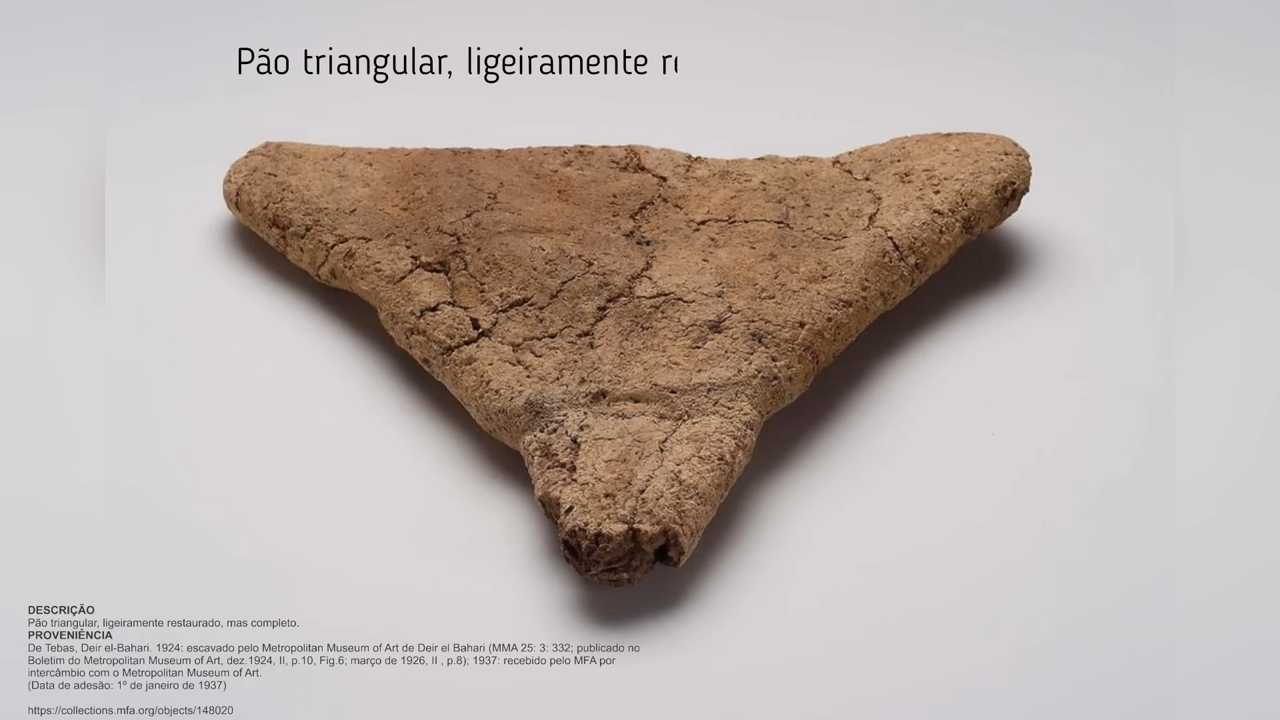 Pão triangular, ligeiramente
DESCRIÇÃO
Pão triangular, ligeiramente restaurado, mas completo.
PROVENIÊNCIA
De Tebas, Deir el-Bahari. 1924: escavado pelo Metropolitan Museum of Art de Deir el Bahari (MMA 25: 3: 332; publicado no
Boletim do Metropolitan Museum of Art, dez.1924, II, p.10, Fig.6; março de 1926, II , p.8); 1937: recebido pelo MFA por
intercâmbio com o Metropolitan Museum of Art.
(Data de adesão: 1º de janeiro de 1937)
https://collections.mfa.org/objects/148020